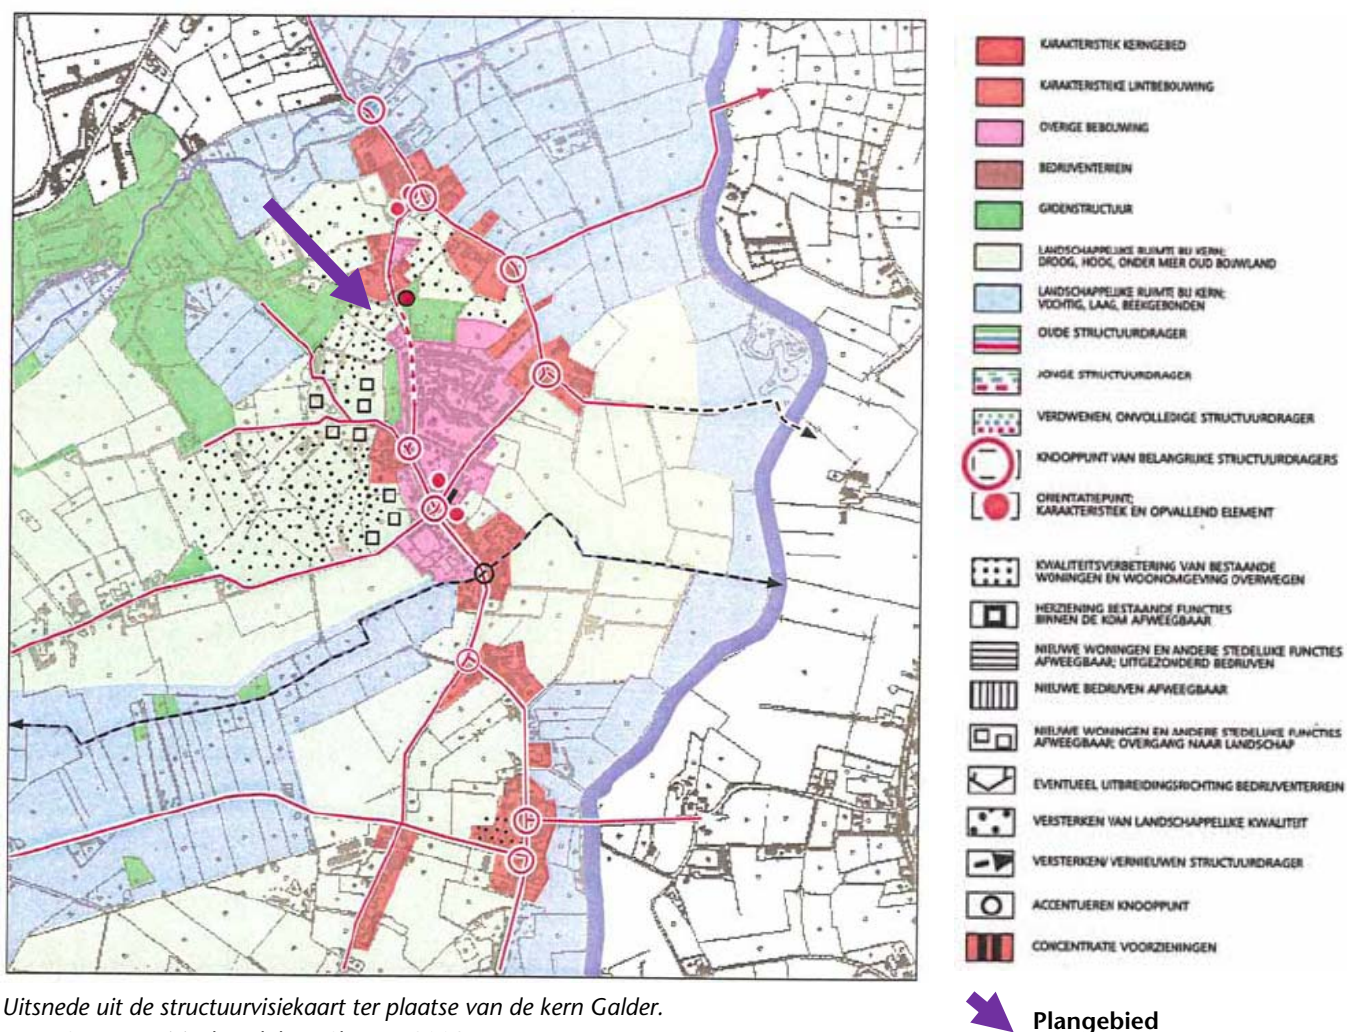 KARAKTERISTIEK KERNGEBIED
KARAKTERISTIEKE LINTBEBOUWING
OVERIGE BEBOUWING
BEDRIJVENTERREIN
GROENSTRUCTUUR
LANDSCHAPPELIJKE RUIMTE BIJ KERN;
DROOG, HOOG, ONDER MEER OUD BOUWLAND
LANDSCHAPPELIJKE RUIMTE BIJ KERN;
VOCHTIG, LAAG, BEEKGEBONDEN
OUDE STRUCTUURDRAGER
JONGE STRUCTUURDRAGER
VERDWENEN, ONVOLLEDIGE STRUCTUURDRAGER
KNOOPPUNT VAN BELANGRIJKE STRUCTUURDRAGERS
ORIENTATIEPUNT;
KARAKTERISTIEK EN OPVALLEND ELEMENT
KWALITEITSVERBETERING VAN BESTAANDE
WONINGEN EN WOONOMGEVING OVERWEGEN
HERZIENING BESTAANDE FUNCTIES
BINNEN DE KOM AFWEEGBAAR
NIEUWE WONINGEN EN ANDERE STEDELIJKE FUNCTIES
AFWEEGBAAR; UITGEZONDERD BEDRIJVEN
NIEUWE BEDRIJVEN AFWEEGBAAR
NIEUWE WONINGEN EN ANDERE STEDELIJKE FUNCTIES
AFWEEGBAAR; OVERGANG NAAR LANDSCHAP
EVENTUEEL UITBREIDINGSRICHTING BEDRIJVENTERREIN
VERSTERKEN VAN LANDSCHAPPELIJKE KWALITEIT
VERSTERKEN/ VERNIEUWEN STRUCTUURDRAGER
ACCENTUEREN KNOOPPUNT
CONCENTRATIE VOORZIENINGEN
Uitsnede uit de structuurvisiekaart ter plaatse van de kern Galder.
Plangebied